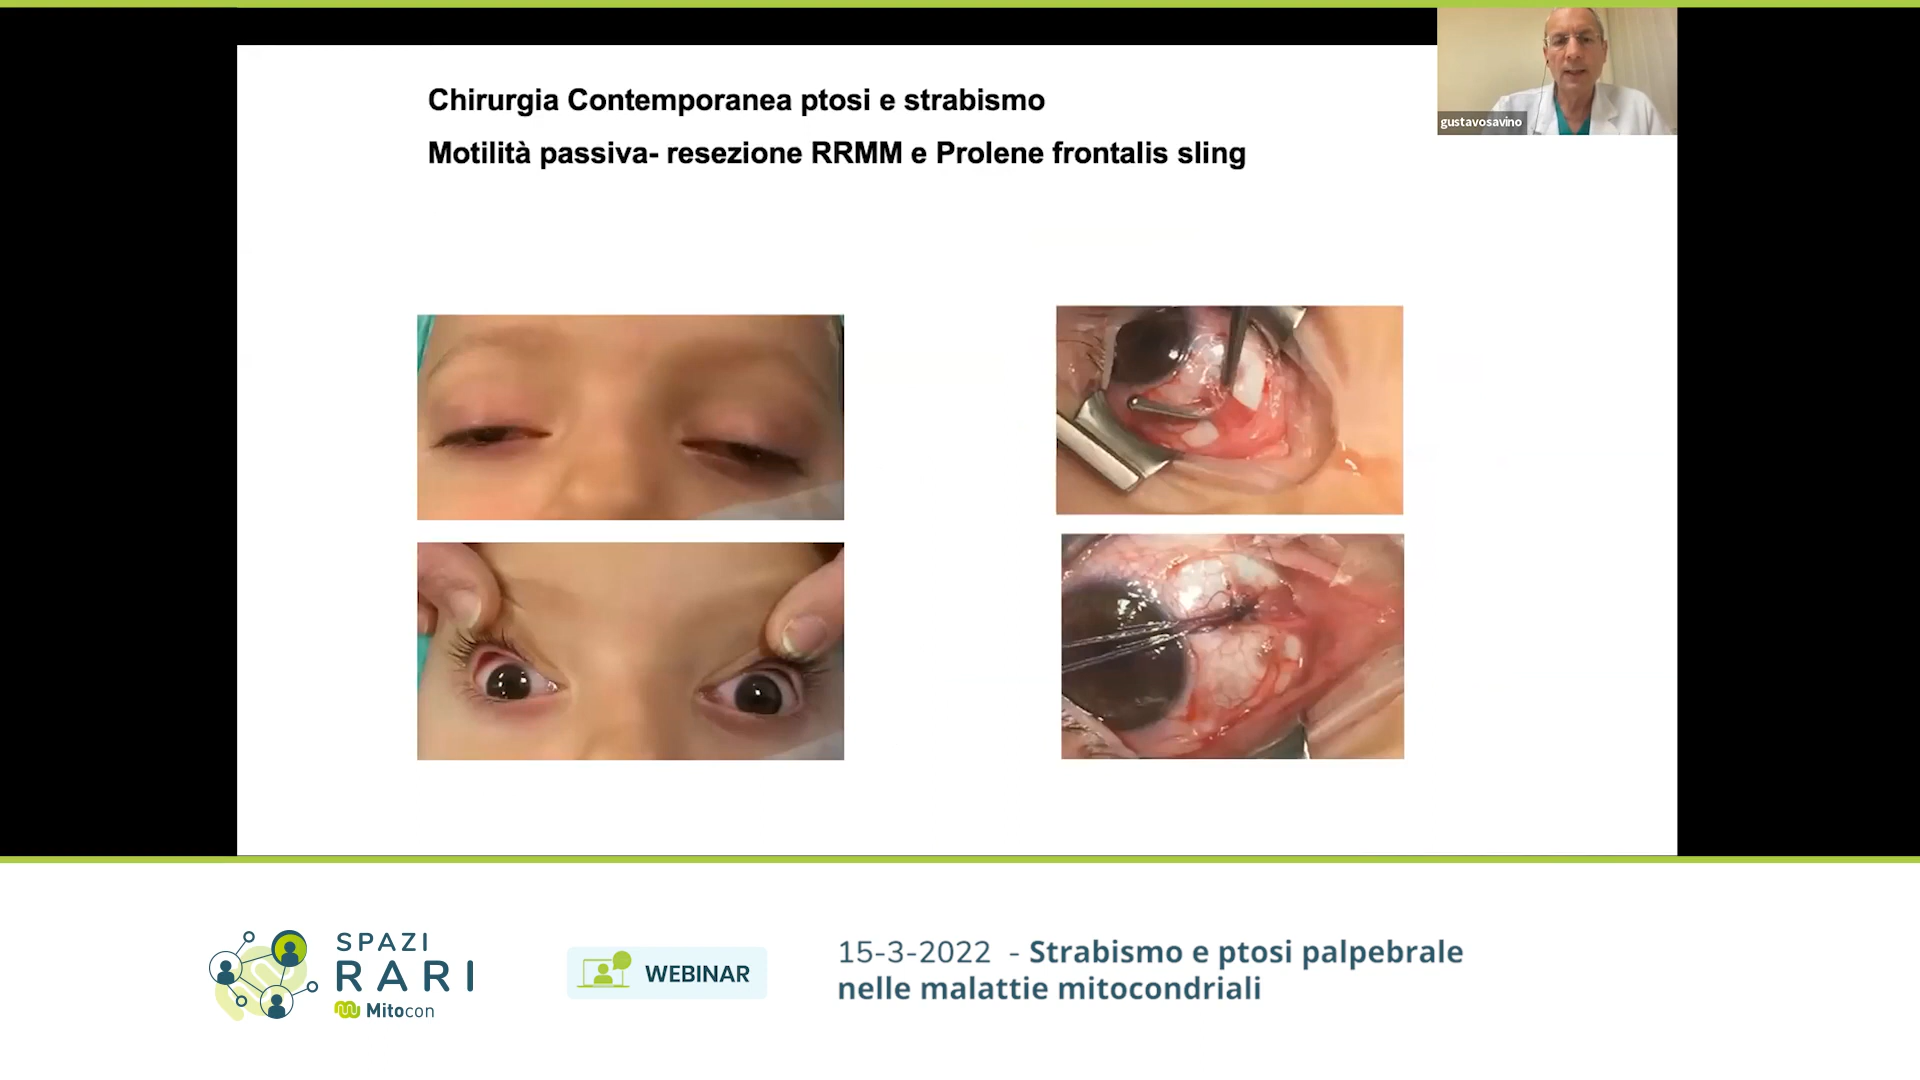 Chirurgia Contemporanea ptosi e strabismo
Motilità passiva- resezione RRMM e Prolene frontalis sling
gustavosavino
SPAZI
RARI
Mitocon
WEBINAR
15-3-2022 - Strabismo e ptosi palpebrale
nelle malattie mitocondriali